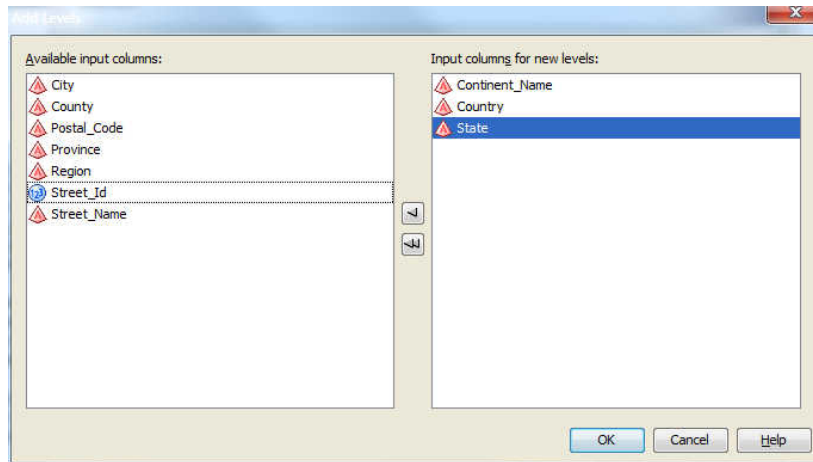 Add Levels
Available input columns:
City
County
Postal_Code
Province
Region
Street_Id
Street_Name
Input columns for new levels:
Continent_Name
Country
State
OK Cancel Help